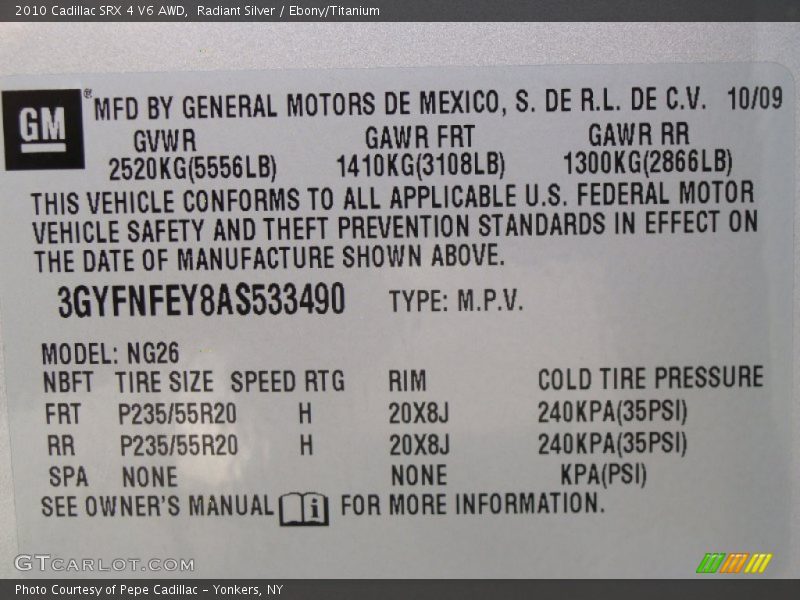 2010 Cadillac SRX 4 V6 AWD,  Radiant Silver / Ebony/Titanium
GM ® MFD BY GENERAL MOTORS DE MEXICO, S. DE R.L. DE C.V. 10/09
GVWR GAWR FRT GAWR RR
2520KG(5556LB) 1410KG(3108LB) 1300KG(2866LB)
THIS VEHICLE CONFORMS TO ALL APPLICABLE U.S. FEDERAL MOTOR
VEHICLE SAFETY AND THEFT PREVENTION STANDARDS IN EFFECT ON
THE DATE OF MANUFACTURE SHOWN ABOVE.
3GYFNFEY8AS533490 TYPE: M.P.V.
MODEL: NG26
NBFT TIRE SIZE SPEED RTG RIM COLD TIRE PRESSURE
FRT P235/55R20 H 20X8J 240KPA(35PSI)
RR P235/55R20 H 20X8J 240KPA(35PSI)
SPA NONE NONE KPA(PSI)
SEE OWNER'S MANUAL i FOR MORE INFORMATION.
GTCARLOT.COM
Photo Courtesy of Pepe Cadillac – Yonkers, NY